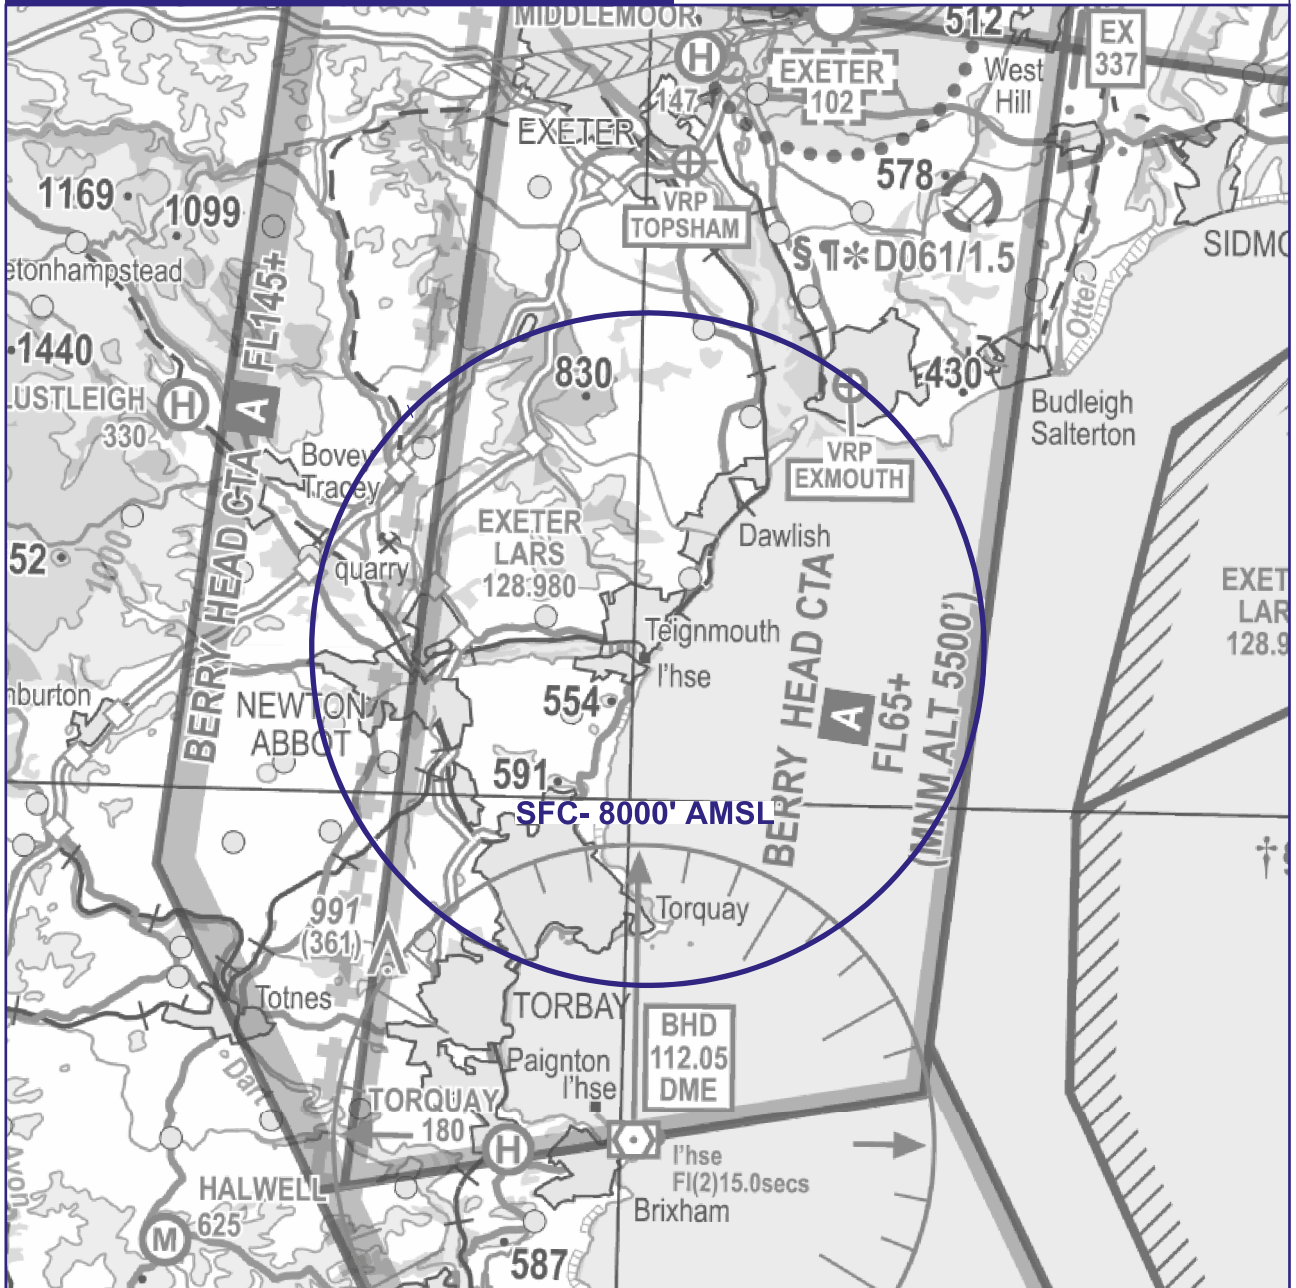 MIDDLEMOOR
512
EX
337
H
EXETER
102
West
Hill
147
EXETER
578
1169
1099
VRP
TOPSHAM
§ ¶ * D061/1.5
SIDMO
etonhampstead
FL145+
Otter
1440
830
430
LUSTLEIGH
330
H
A
Budleigh
Salterton
VRP
EXMOUTH
Bovey
Tracey
EXETER
LARS
128.980
Dawlish
52
1000
quarry
BERRY HEAD CTA
EXET
LAR
128.9
Teignmouth
l'hse
BERRY HEAD CTA
A
FL65+
(MNM ALT 5500')
nburton
NEWTON
ABBOT
554
591
SFC- 8000' AMSL
†
991
(361)
Torquay
Totnes
TORBAY
BHD
112.05
DME
Paignton
l'hse
Dart
TORQUAY
180
H
l'hse
Fl(2)15.0secs
Avon
HALWELL
625
M
Brixham
587